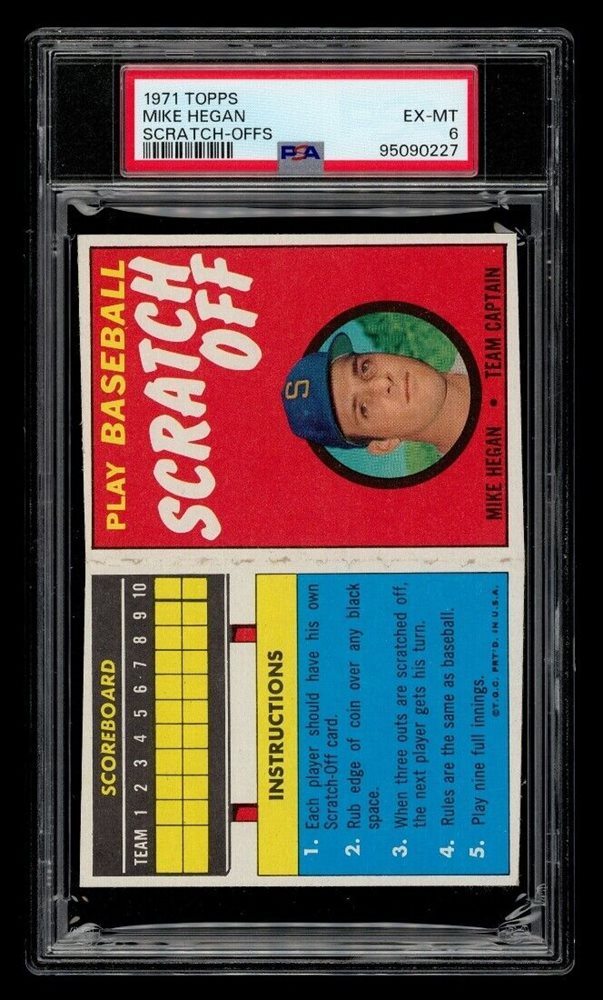 1971 TOPPS
MIKE HEGAN EX-MT
SCRATCH-OFFS 6
PSA 95090227
PLAY BASEBALL
SCRATCH
OFF
S
MIKE HEGAN • TEAM CAPTAIN
SCOREBOARD
TEAM 1 2 3 4 5 6 7 8 9 10
INSTRUCTIONS
1. Each player should have his own
Scratch-Off card.
2. Rub edge of coin over any black
space.
3. When three outs are scratched off,
the next player gets his turn.
4. Rules are the same as baseball.
5. Play nine full innings.
©T.C.G. PRT'D. IN U.S.A.